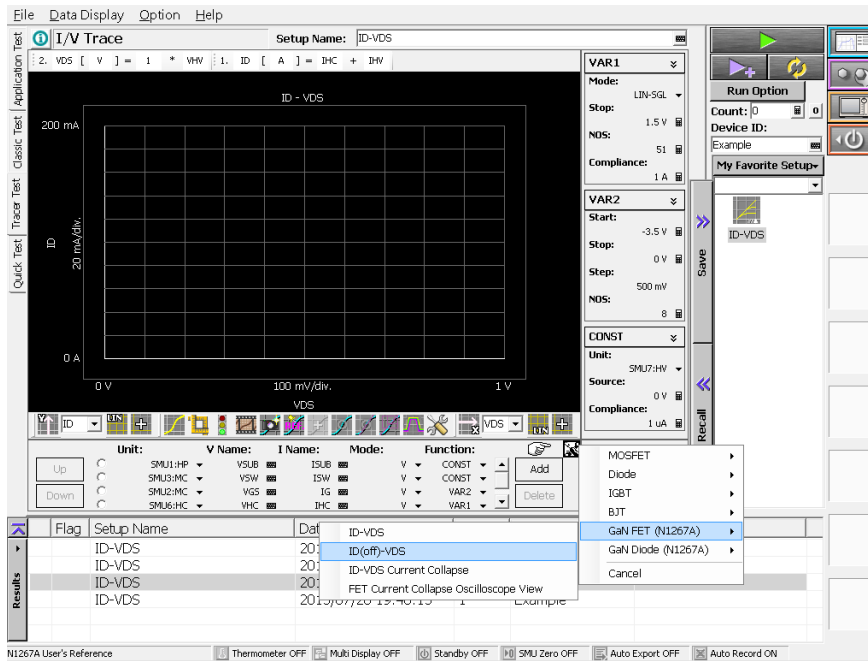 File Data Display Option Help
I/V Trace Setup Name: ID-VDS
2. VDS [ V ] = 1 * VHV 1. ID [ A ] = IHC + IHV
Application Test
Classic Test
Tracer Test
Quick Test
ID - VDS
200 mA
ID
20 mA/div.
0 A
0 V 100 mV/div. 1 V
VDS
VAR1
Mode:
LIN-SGL
Stop:
1.5 V
NOS:
51
Compliance:
1 A
VAR2
Start:
-3.5 V
Stop:
0 V
Step:
500 mV
NOS:
8
CONST
Unit:
SMU7:HV
Source:
0 V
Compliance:
1 uA
Save
Recall
Run Option
Count: 0 0
Device ID:
Example
My Favorite Setup
ID-VDS
Y ID LIN X VDS LIN
Unit: V Name: I Name: Mode: Function:
Up SMU1:HP VSUB ISUB V CONST Add
SMU3:MC VSW ISW V CONST
Down SMU2:MC VGS IG V VAR2 Delete
SMU6:HC VHC IHC V VAR1
MOSFET
Diode
IGBT
BJT
GaN FET (N1267A)
GaN Diode (N1267A)
Cancel
Results
Flag Setup Name
ID-VDS
ID-VDS
ID-VDS
ID-VDS
ID-VDS
ID(off)-VDS
ID-VDS Current Collapse
FET Current Collapse Oscilloscope View
N1267A User's Reference Thermometer OFF Multi Display OFF Standby OFF SMU Zero OFF Auto Export OFF Auto Record ON